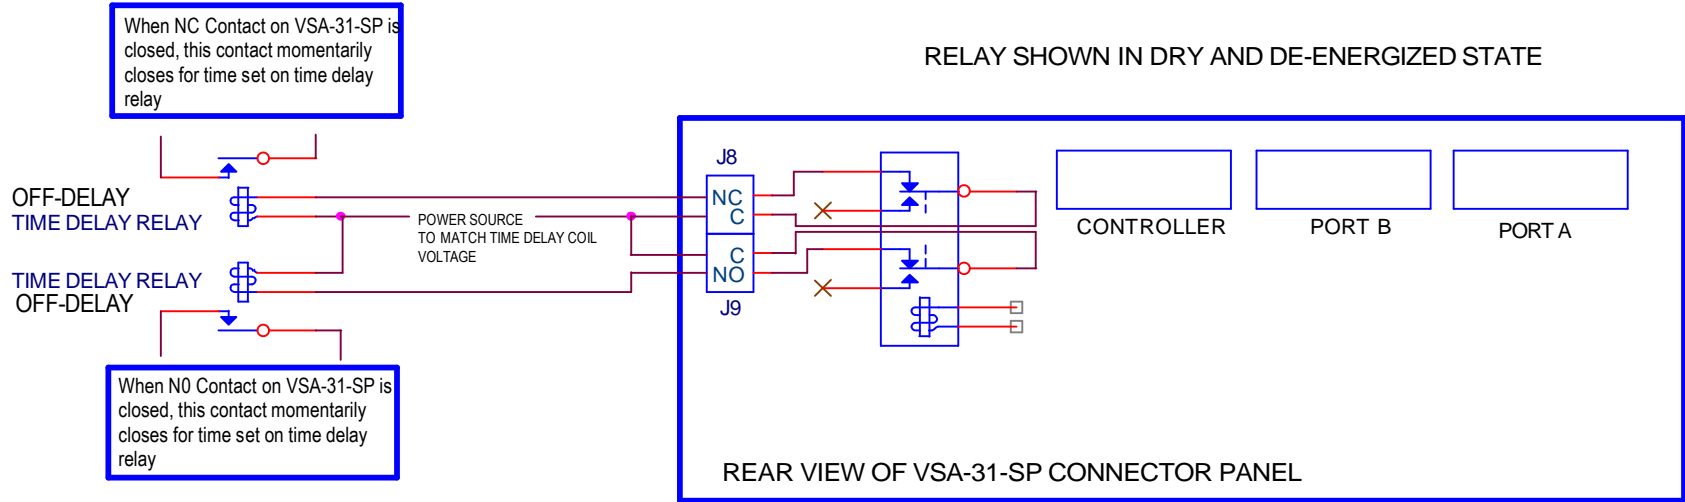 When NC Contact on VSA-31-SP is
closed, this contact momentarily
closes for time set on time delay
relay
RELAY SHOWN IN DRY AND DE-ENERGIZED STATE
OFF-DELAY
TIME DELAY RELAY
POWER SOURCE
TO MATCH TIME DELAY COIL
VOLTAGE
TIME DELAY RELAY
OFF-DELAY
J8
NC
C
C
NO
J9
CONTROLLER
PORT B
PORT A
When N0 Contact on VSA-31-SP is
closed, this contact momentarily
closes for time set on time delay
relay
REAR VIEW OF VSA-31-SP CONNECTOR PANEL